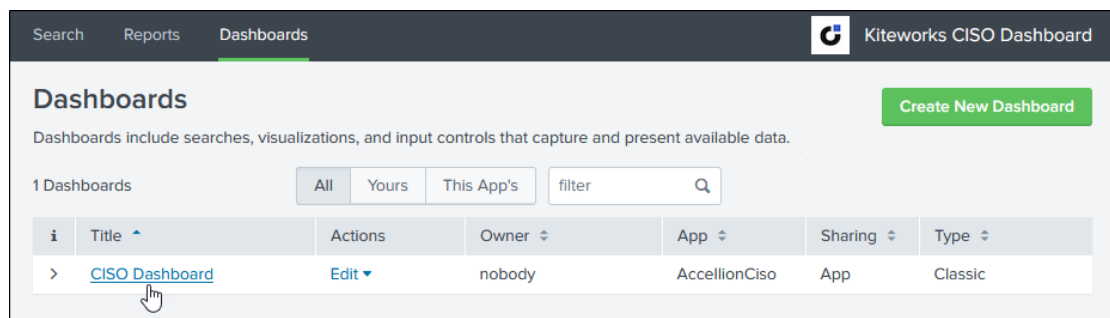 Search Reports Dashboards Kiteworks CISO Dashboard
Dashboards
Create New Dashboard
Dashboards include searches, visualizations, and input controls that capture and present available data.
1 Dashboards All Yours This App's filter
i Title Actions Owner App Sharing Type
CISO Dashboard Edit nobody AccellionCiso App Classic